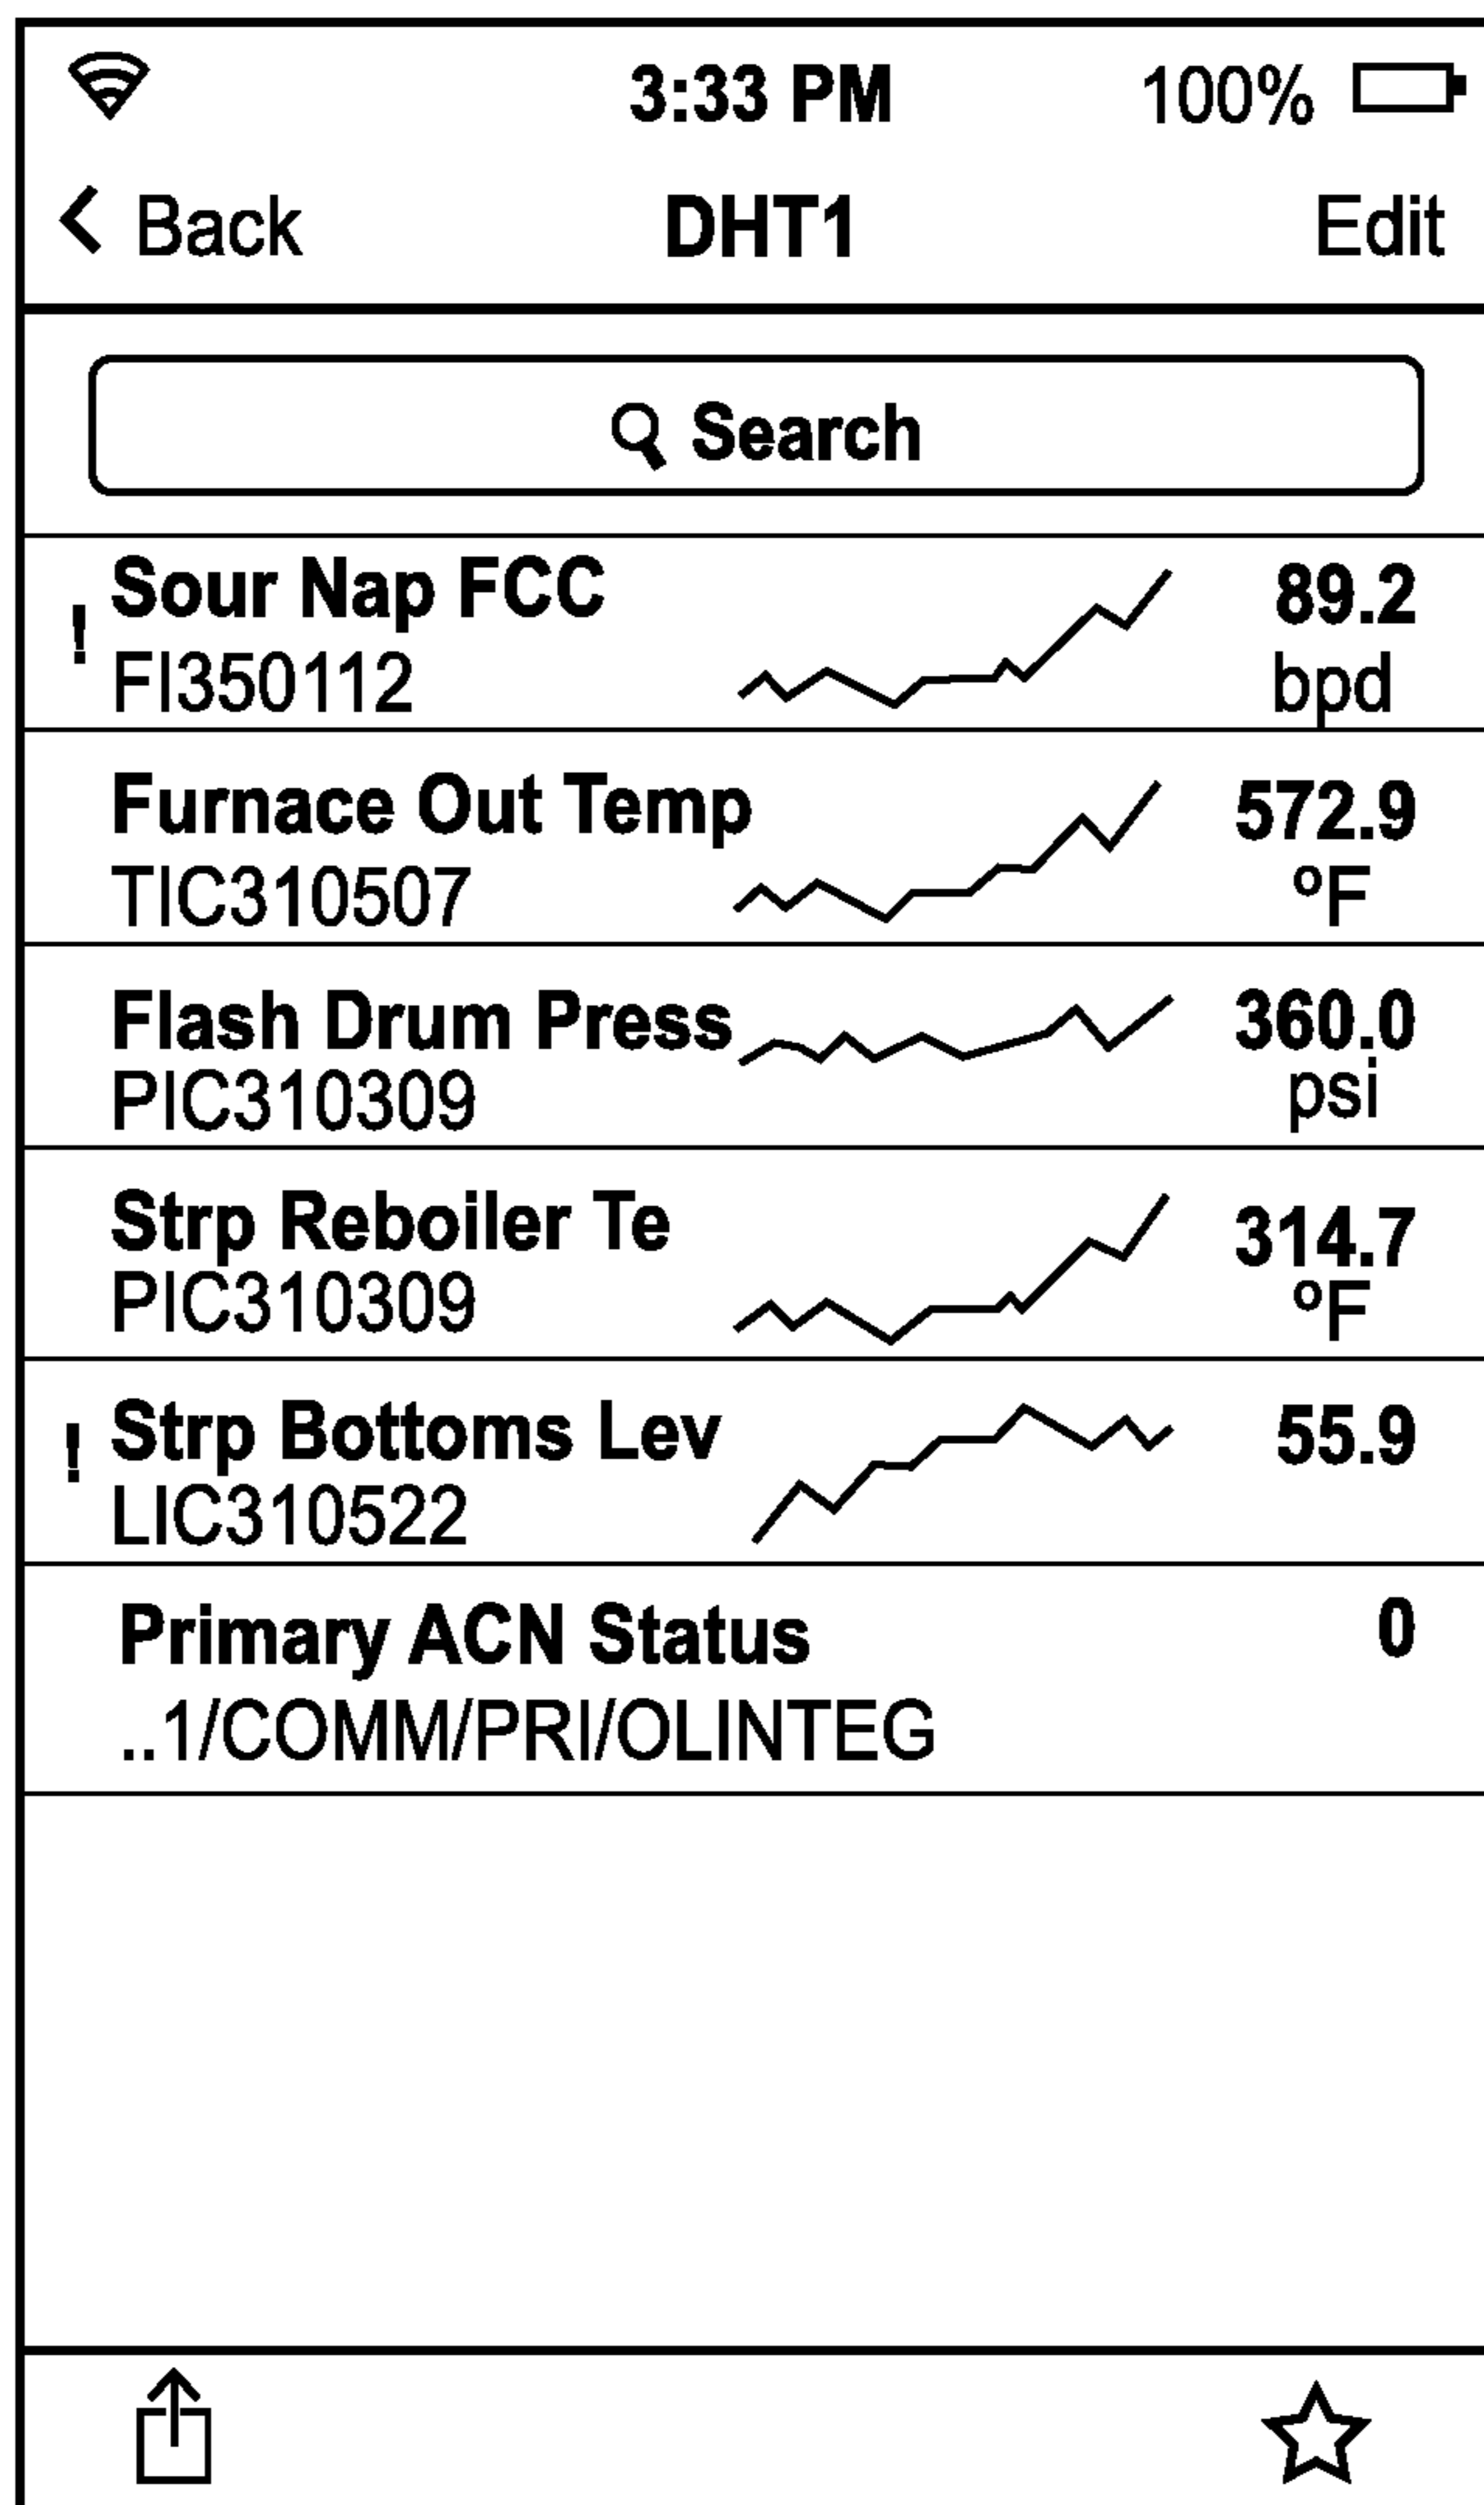 3:33 PM 100%
Back DHT1 Edit
Search
! Sour Nap FCC 89.2
FI350112 bpd
Furnace Out Temp 572.9
TIC310507 ºF
Flash Drum Press 360.0
PIC310309 psi
Strp Reboiler Te 314.7
PIC310309 ºF
! Strp Bottoms Lev 55.9
LIC310522
Primary ACN Status 0
..1/COMM/PRI/OLINTEG